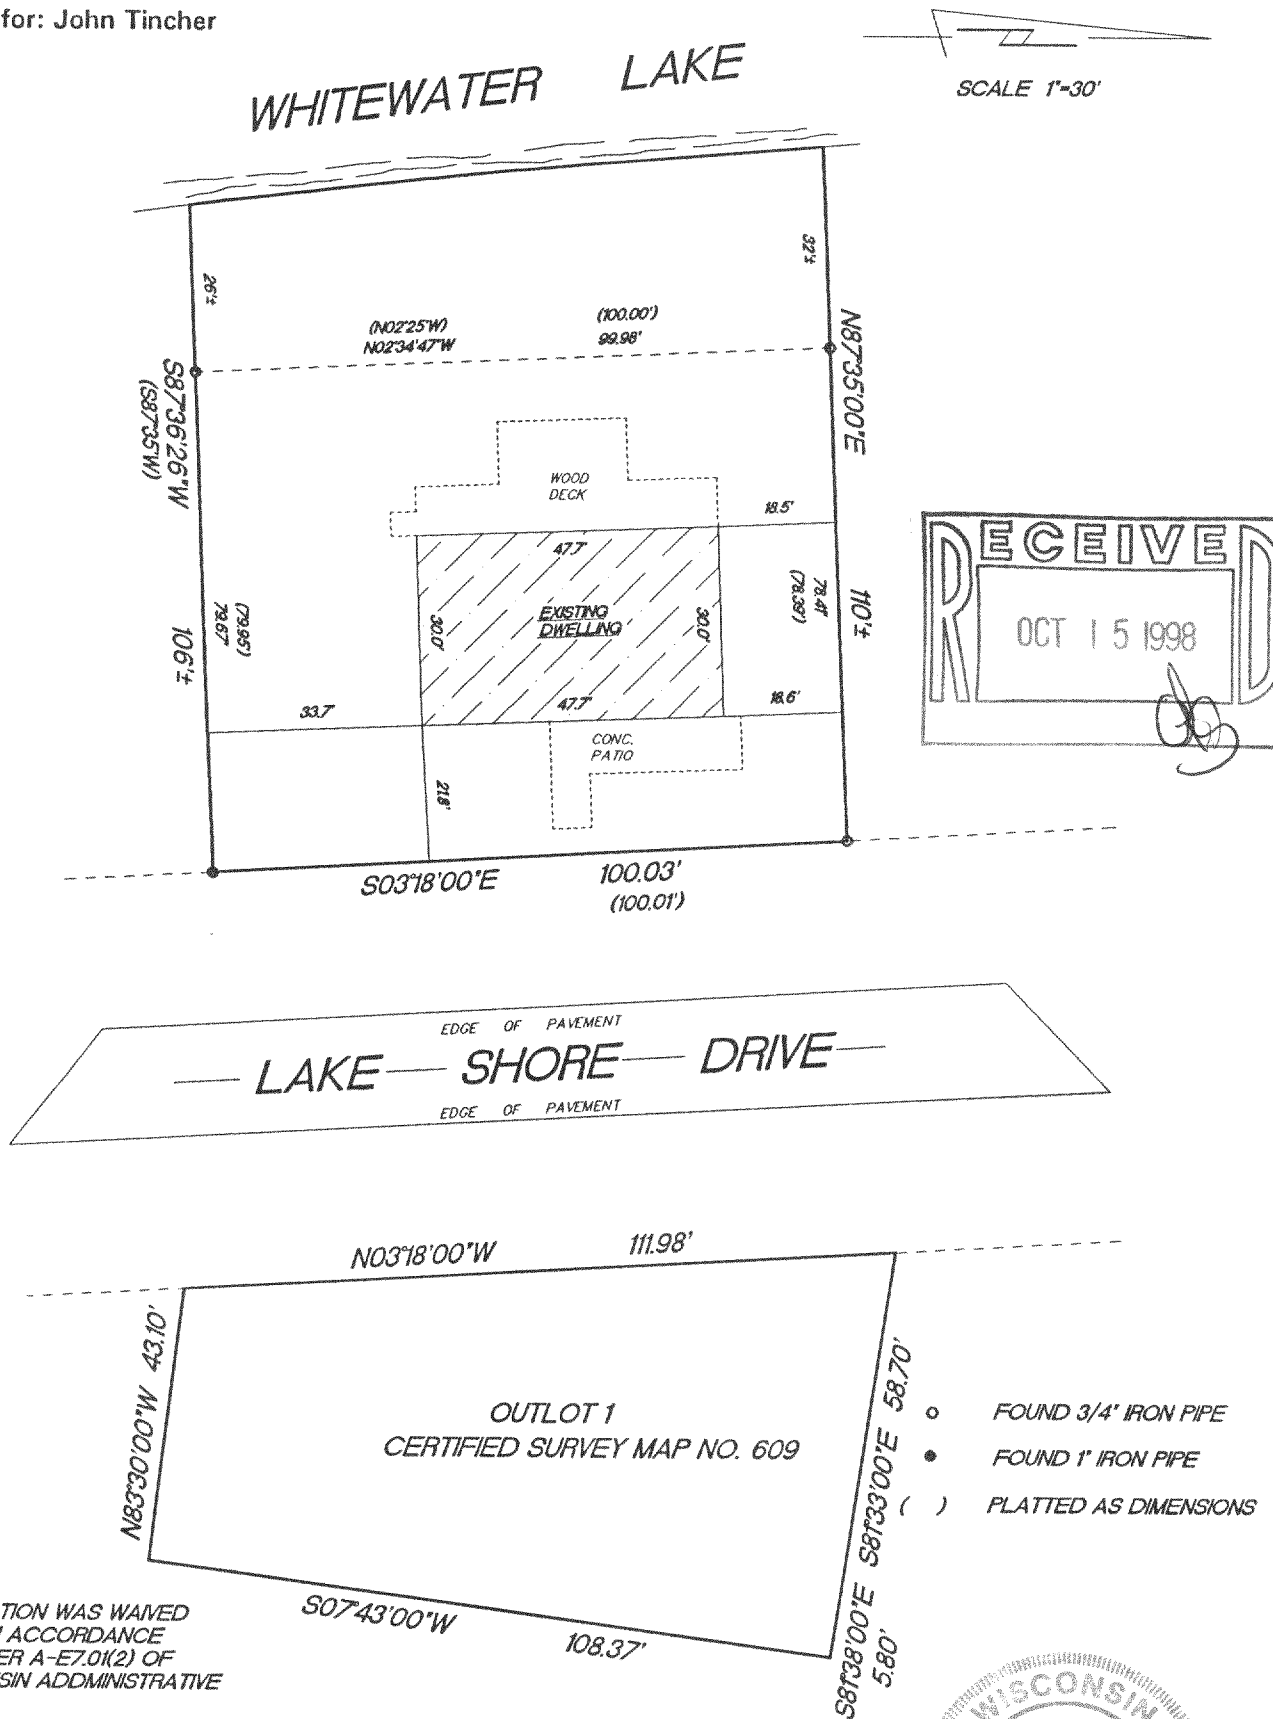 for: John Tincher
SCALE 1"=30'
WHITEWATER LAKE
26'±
32'±
(N02°25'W) (100.00')
N02°34'47"W 99.98'
S87°36'26"W
(S87°35'W)
N87°35'00"E
WOOD
DECK
18.5'
47.7'
EXISTING
DWELLING
30.0'
30.0'
47.7'
(79.95')
79.67'
106'±
78.41'
(78.39')
110'±
33.7'
18.6'
CONC.
PATIO
21.8'
S03°18'00"E 100.03'
(100.01')
RECEIVED
OCT 15 1998
EDGE OF PAVEMENT
LAKE SHORE DRIVE
EDGE OF PAVEMENT
N03°18'00"W 111.98'
N83°30'00"W 43.10'
OUTLOT 1
CERTIFIED SURVEY MAP NO. 609
S81°33'00"E 58.70'
S81°38'00"E
5.80'
S07°43'00"W 108.37'
FOUND 3/4" IRON PIPE
FOUND 1" IRON PIPE
( ) PLATTED AS DIMENSIONS
TION WAS WAIVED
ACCORDANCE
ER A-E7.01(2) OF
SIN ADDMINISTRATIVE
WISCONSIN